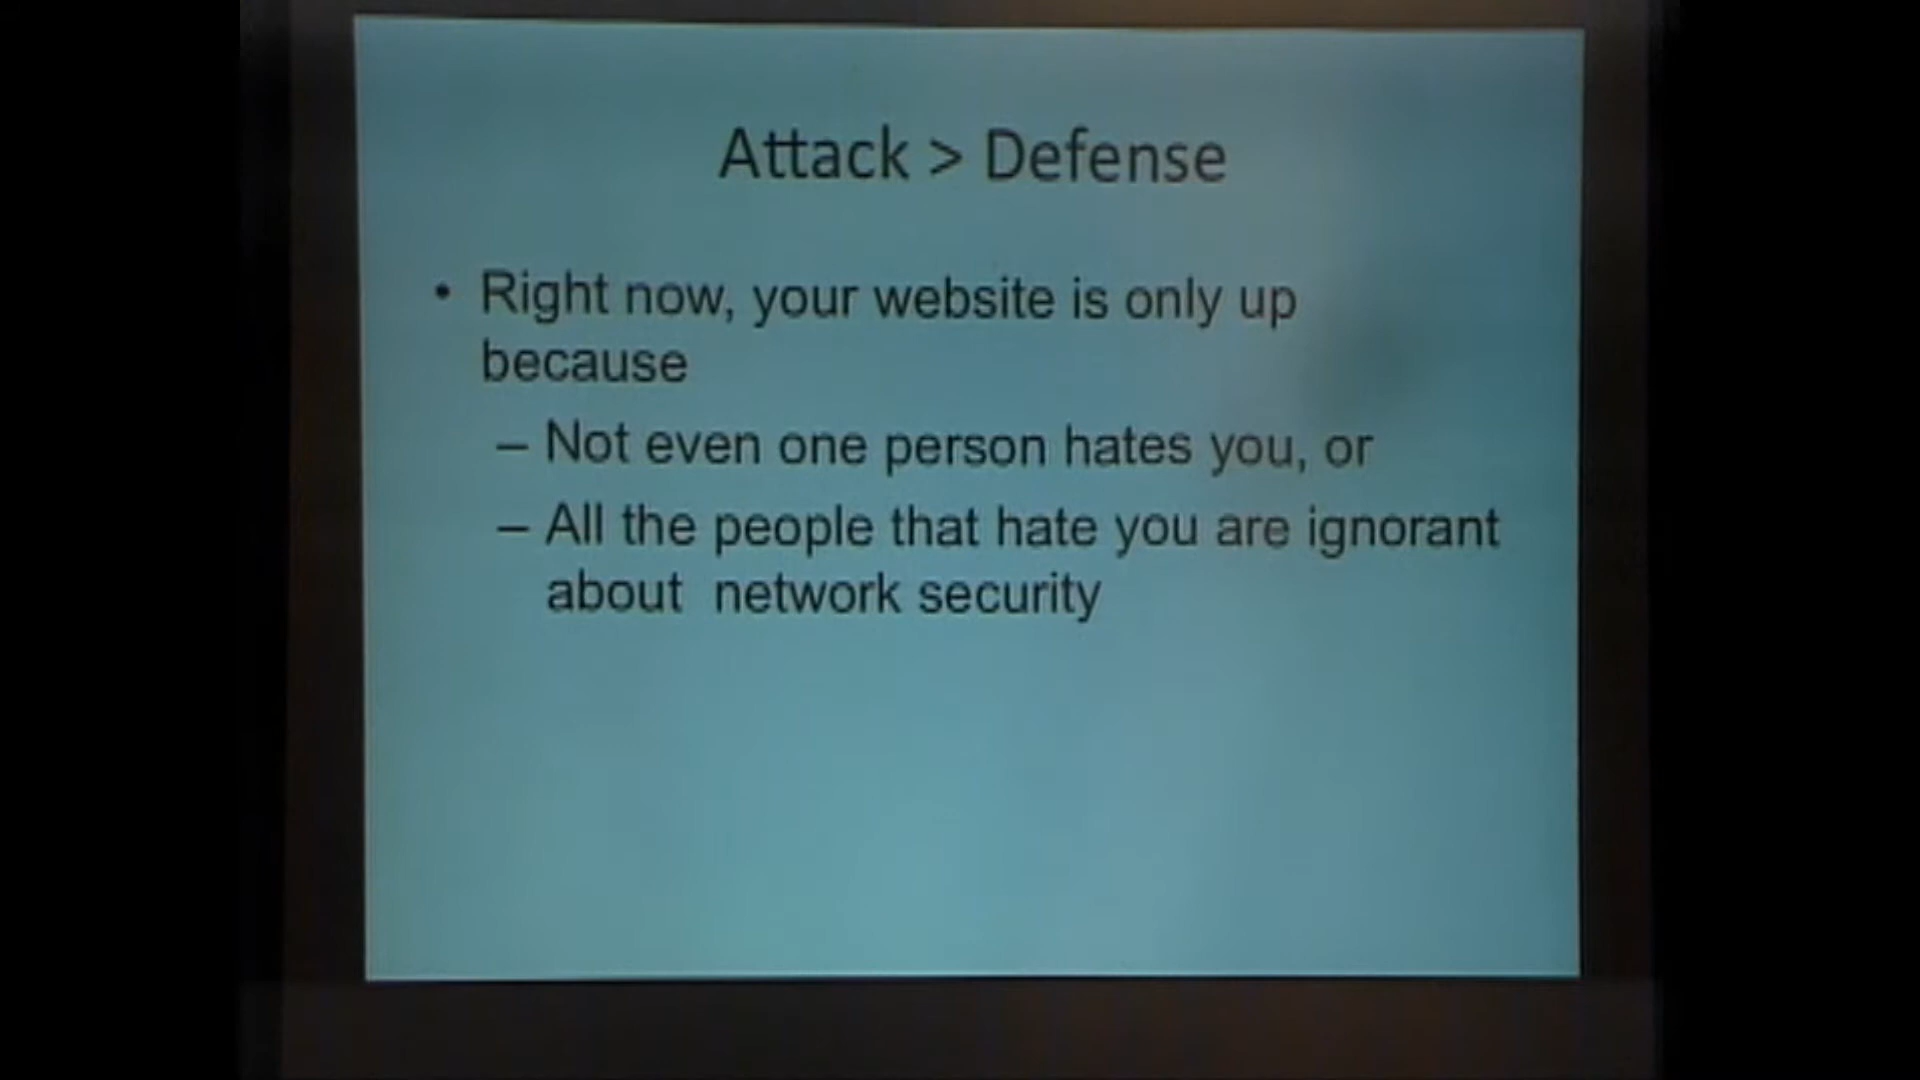 Attack > Defense
• Right now, your website is only up
because
– Not even one person hates you, or
– All the people that hate you are ignorant
about network security